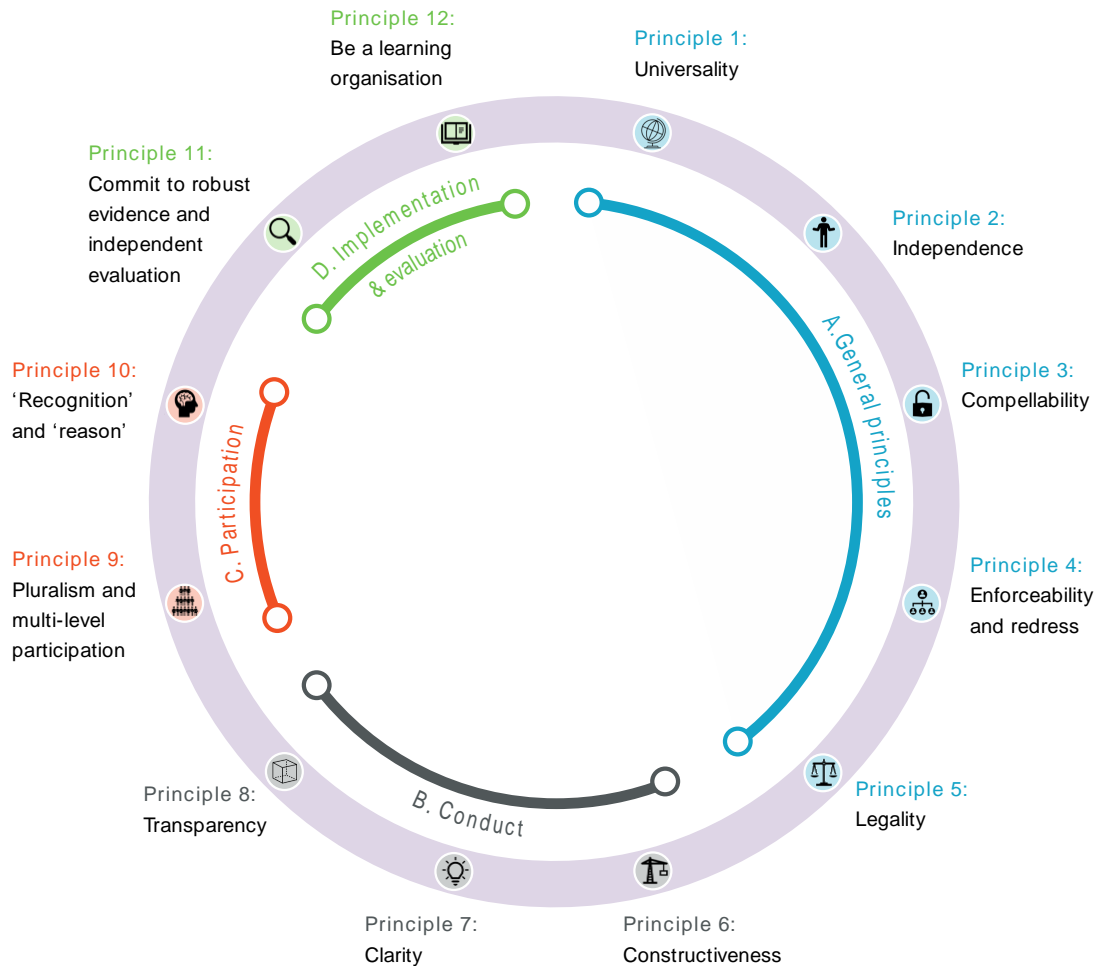 Principle 12:
Be a learning
organisation
Principle 1:
Universality
Principle 11:
Commit to robust
evidence and
independent
evaluation
D. Implementation
& evaluation
Principle 2:
Independence
A.General principles
Principle 10:
‘Recognition’
and ‘reason’
Principle 3:
Compellability
C. Participation
Principle 9:
Pluralism and
multi-level
participation
Principle 4:
Enforceability
and redress
Principle 8:
Transparency
B. Conduct
Principle 5:
Legality
Principle 7:
Clarity
Principle 6:
Constructiveness